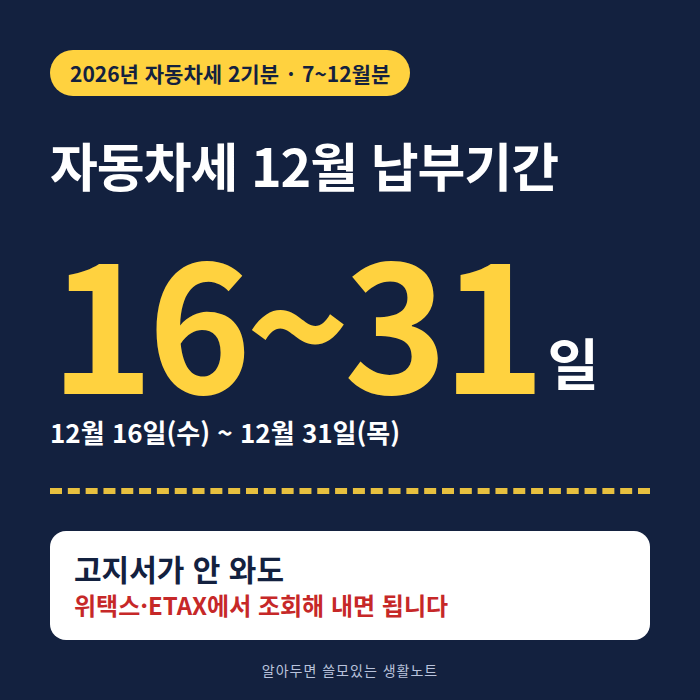 2026년 자동차세 2기분 · 7~12월분
자동차세 12월 납부기간
16~31일
12월 16일(수) ~ 12월 31일(목)
고지서가 안 와도
위택스·ETAX에서 조회해 내면 됩니다
알아두면 쓸모있는 생활노트